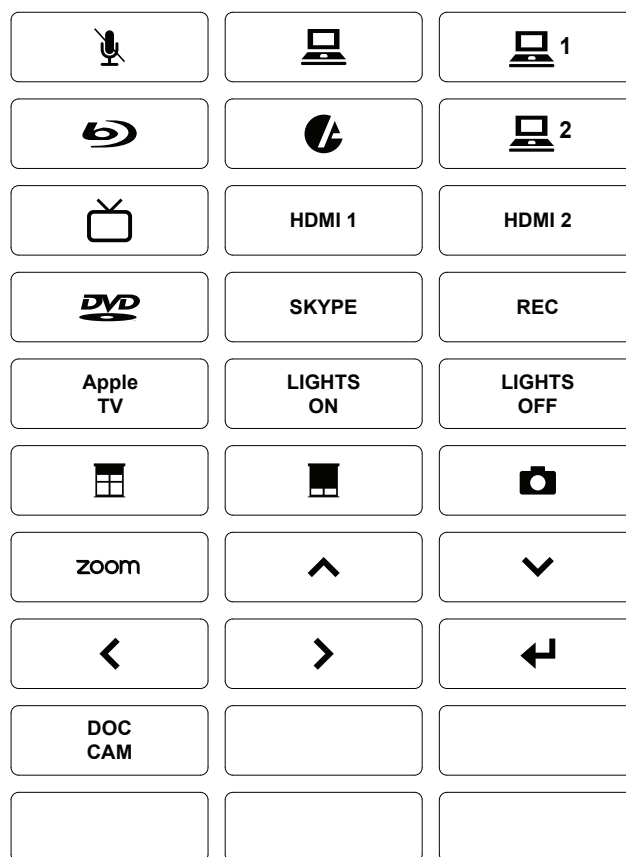 1
2
HDMI 1
HDMI 2
DVD
SKYPE
REC
Apple
TV
LIGHTS
ON
LIGHTS
OFF
zoom
DOC
CAM